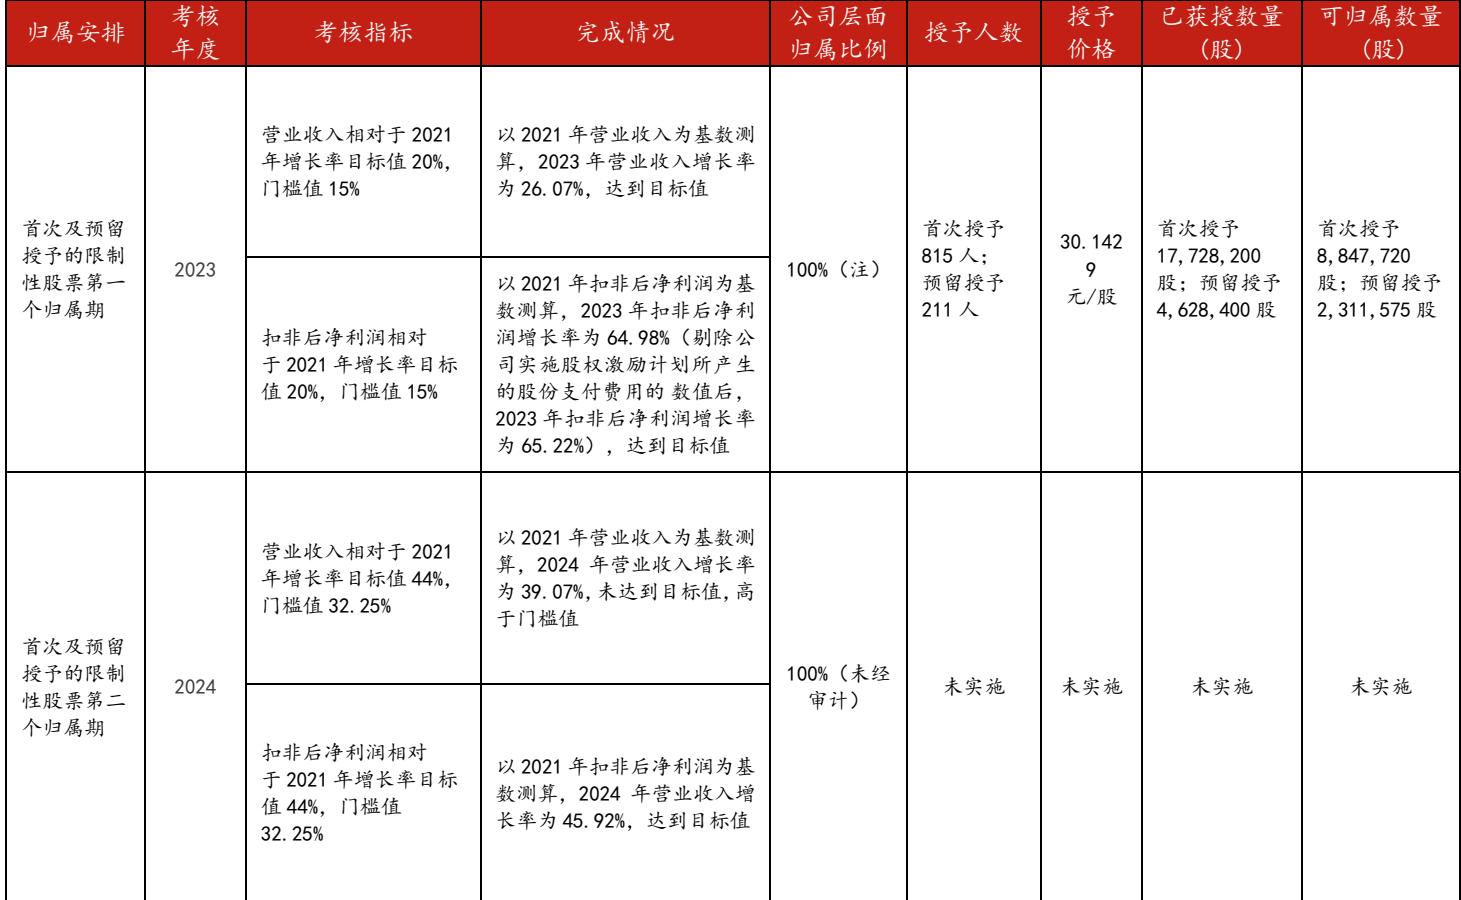 归属安排
考核
年度
考核指标
完成情况
公司层面
归属比例
授予人数
授予
价格
已获授数量
(股)
可归属数量
(股)
首次及预留
授予的限制
性股票第一
个归属期
2023
营业收入相对于 2021
年增长率目标值 20%,
门槛值 15%
以 2021 年营业收入为基数测
算, 2023 年营业收入增长率
为 26.07%, 达到目标值
扣非后净利润相对
于 2021 年增长率目标
值 20%, 门槛值 15%
以 2021 年扣非后净利润为基
数测算, 2023 年扣非后净利
润增长率为 64.98%（剔除公
司实施股权激励计划所产生
的股份支付费用的 数值后,
2023 年扣非后净利润增长率
为 65.22%）, 达到目标值
100%（注）
首次授予
815 人;
预留授予
211 人
30.142
9
元/股
首次授予
17,728,200
股; 预留授予
4,628,400 股
首次授予
8,847,720
股; 预留授予
2,311,575 股
首次及预留
授予的限制
性股票第二
个归属期
2024
营业收入相对于 2021
年增长率目标值 44%,
门槛值 32.25%
以 2021 年营业收入为基数测
算, 2024 年营业收入增长率
为 39.07%, 未达到目标值, 高
于门槛值
扣非后净利润相对
于 2021 年增长率目标
值 44%, 门槛值
32.25%
以 2021 年扣非后净利润为基
数测算, 2024 年营业收入增
长率为 45.92%, 达到目标值
100%（未经
审计）
未实施
未实施
未实施
未实施